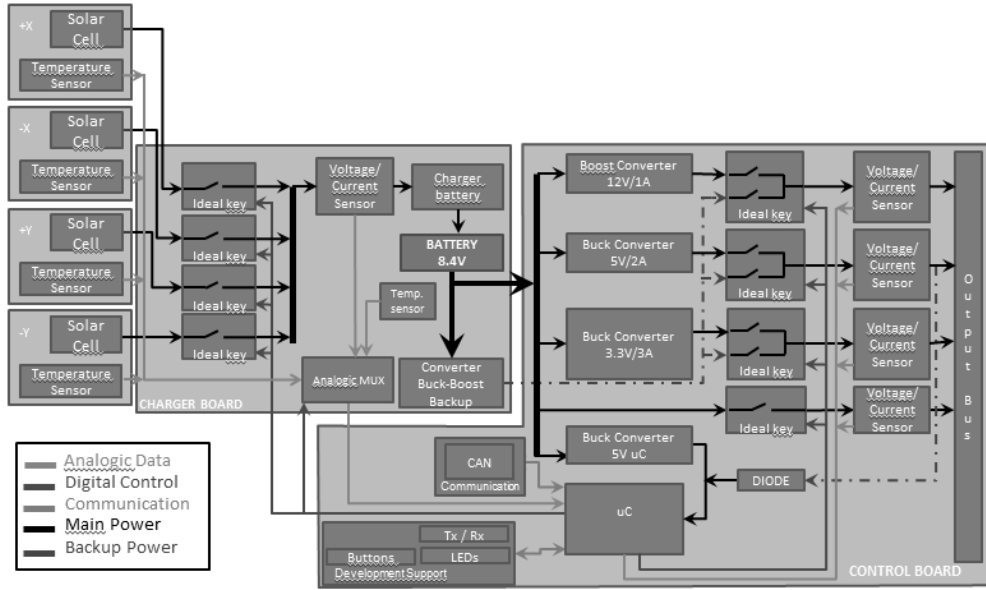 +X
Solar
Cell
Temperature
Sensor
-X
Solar
Cell
Temperature
Sensor
+Y
Solar
Cell
Temperature
Sensor
-Y
Solar
Cell
Temperature
Sensor
Ideal key
Ideal key
Ideal key
Ideal key
Voltage/
Current
Sensor
Charger
battery
BATTERY
8.4V
Temp.
sensor
Analogic MUX
Converter
Buck-Boost
Backup
CHARGER BOARD
Boost Converter
12V/1A
Buck Converter
5V/2A
Buck Converter
3.3V/3A
Buck Converter
5V uC
Ideal key
Ideal key
Ideal key
Ideal key
Voltage/
Current
Sensor
Voltage/
Current
Sensor
Voltage/
Current
Sensor
Voltage/
Current
Sensor
Output Bus
DIODE
CAN
Communication
uC
Tx / Rx
Buttons
LEDs
Development Support
CONTROL BOARD
Analogic Data
Digital Control
Communication
Main Power
Backup Power